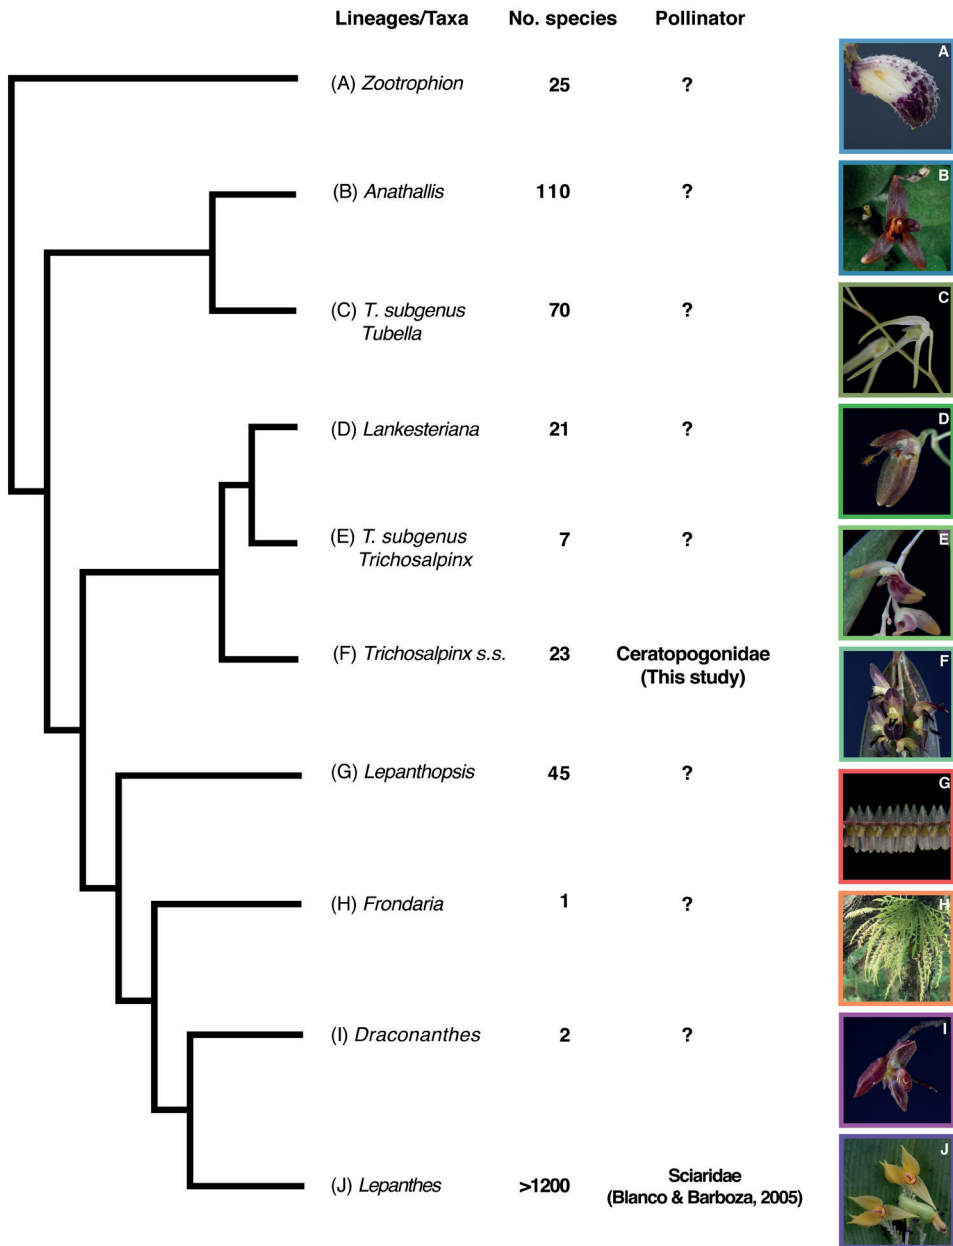 Lineages/Taxa No. species Pollinator
(A) Zootrophion 25 ?
A
(B) Anathallis 110 ?
B
(C) T. subgenus 70 ?
Tubella
C
(D) Lankesteriana 21 ?
D
(E) T. subgenus 7 ?
Trichosalpinx
E
(F) Trichosalpinx s.s. 23 Ceratopogonidae
(This study)
F
(G) Lepanthopsis 45 ?
G
(H) Frondaria 1 ?
H
(I) Draconanthes 2 ?
I
(J) Lepanthes >1200 Sciaridae
(Blanco & Barboza, 2005)
J